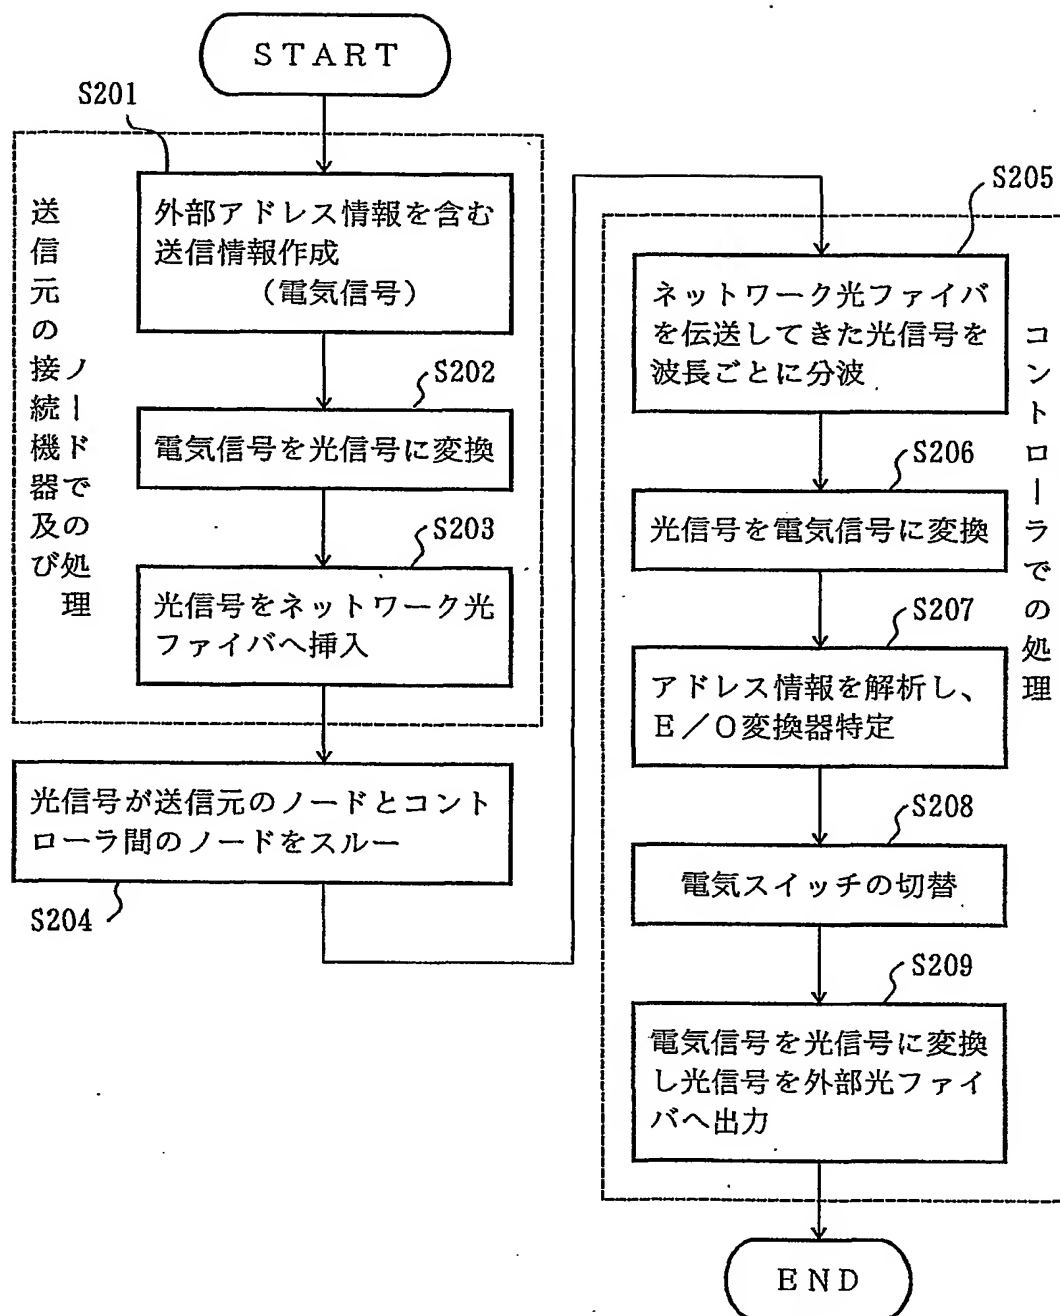 START
S201
送信元の接続機器及び
ノードでの処理
外部アドレス情報を含む
送信情報作成
(電気信号)
S202
電気信号を光信号に変換
S203
光信号をネットワーク光
ファイバへ挿入
光信号が送信元のノードとコント
ローラ間のノードをスルー
S204
S205
コントローラでの処理
ネットワーク光ファイバ
を伝送してきた光信号を
波長ごとに分波
S206
光信号を電気信号に変換
S207
アドレス情報を解析し、
E/O変換器特定
S208
電気スイッチの切替
S209
電気信号を光信号に変換
し光信号を外部光ファイ
バへ出力
END